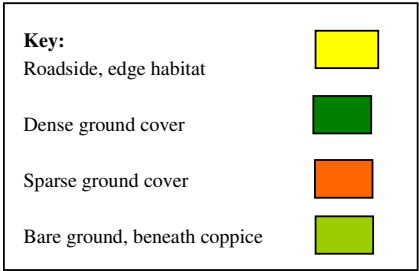 Key:
Roadside, edge habitat
Dense ground cover
Sparse ground cover
Bare ground, beneath coppice